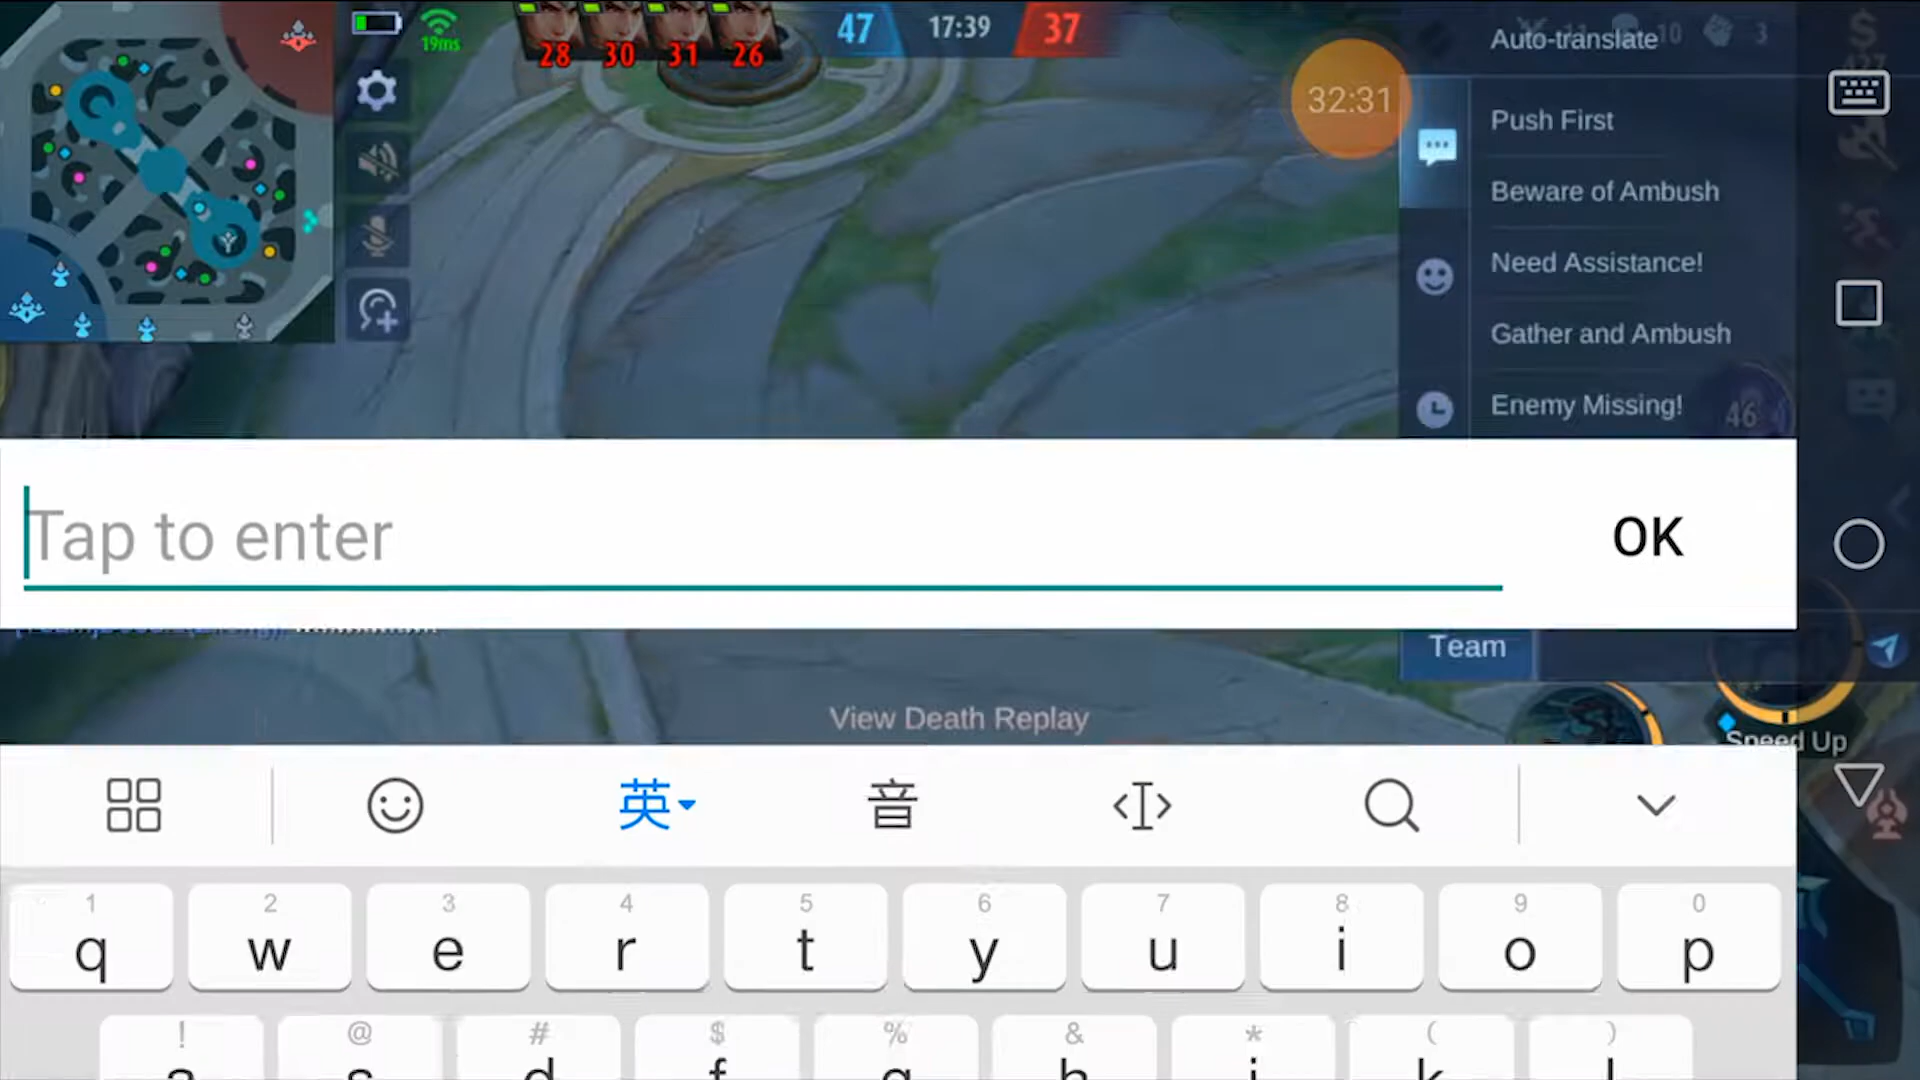 19ms
28 30 31 26
47 17:39 37
Auto-translate
32:31
Push First
Beware of Ambush
Need Assistance!
Gather and Ambush
Enemy Missing!
46
Tap to enter
OK
Team
View Death Replay
Speed Up
英
音
1 2 3 4 5 6 7 8 9 0
q w e r t y u i o p
! @ # $ % & * ( )
a s d f g h j k l